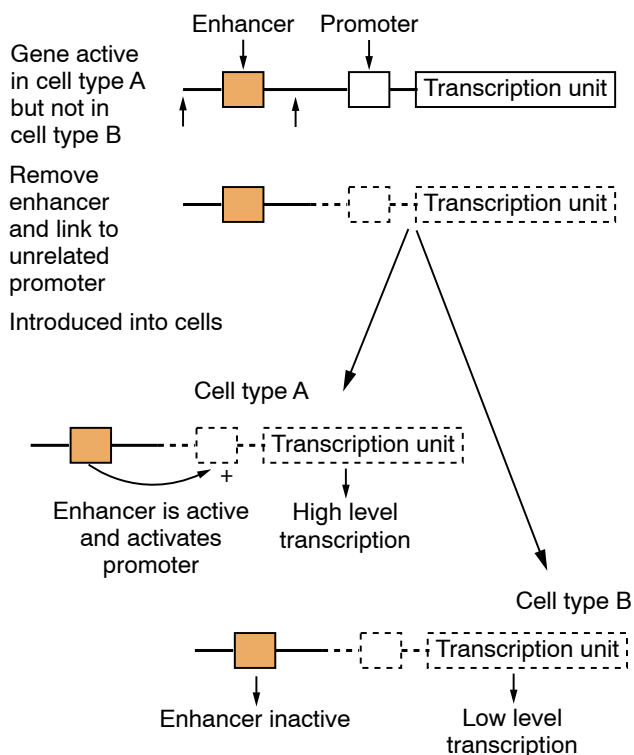 Enhancer Promoter
Gene active
in cell type A
but not in
cell type B
Transcription unit
Remove
enhancer
and link to
unrelated
promoter
Transcription unit
Introduced into cells
Cell type A
Transcription unit
+
Enhancer is active
and activates
promoter
High level
transcription
Cell type B
Transcription unit
Enhancer inactive
Low level
transcription